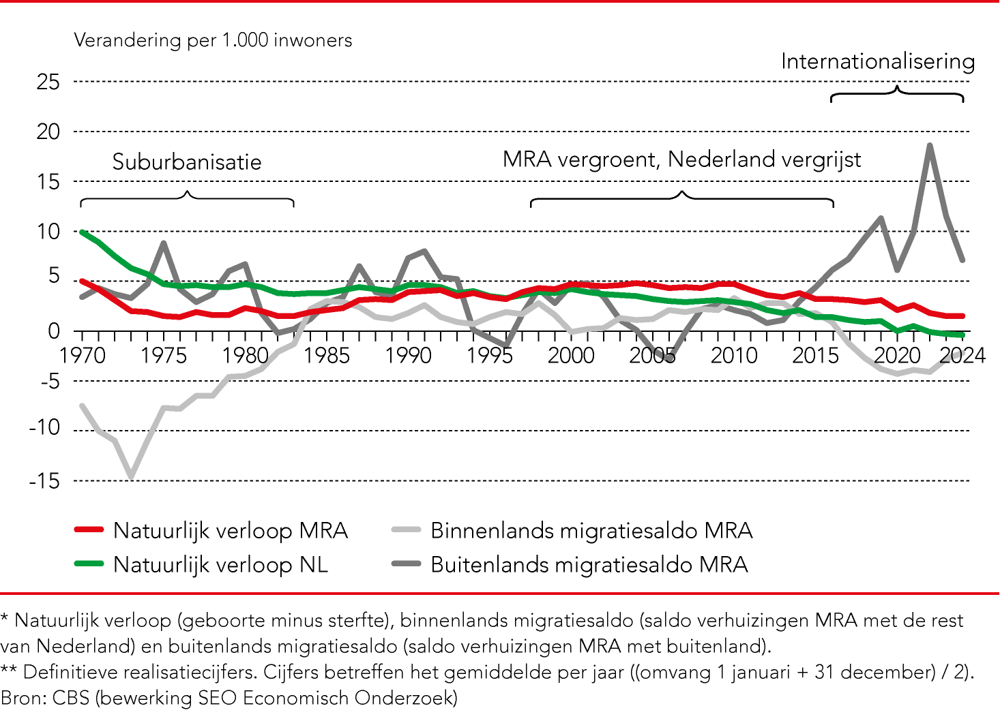 Verandering per 1.000 inwoners
Internationalisering
25
20
Suburbanisatie
MRA vergroent, Nederland vergrijst
15
10
5
0
1970 1975 1980 1985 1990 1995 2000 2005 2010 2015 2020 2024
-5
-10
-15
Natuurlijk verloop MRA
Binnenlands migratiesaldo MRA
Natuurlijk verloop NL
Buitenlands migratiesaldo MRA
* Natuurlijk verloop (geboorte minus sterfte), binnenlands migratiesaldo (saldo verhuizingen MRA met de rest
van Nederland) en buitenlands migratiesaldo (saldo verhuizingen MRA met buitenland).
** Definitieve realisatiecijfers. Cijfers betreffen het gemiddelde per jaar ((omvang 1 januari + 31 december) / 2).
Bron: CBS (bewerking SEO Economisch Onderzoek)